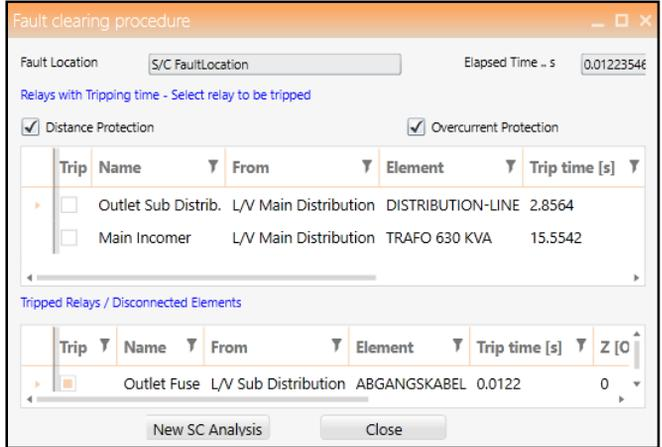 Fault clearing procedure
Fault Location S/C FaultLocation Elapsed Time .. s 0.01223546
Relays with Tripping time - Select relay to be tripped
Distance Protection Overcurrent Protection
Trip Name From Element Trip time [s]
Outlet Sub Distrib. L/V Main Distribution DISTRIBUTION-LINE 2.8564
Main Incomer L/V Main Distribution TRAFO 630 KVA 15.5542
Tripped Relays / Disconnected Elements
Trip Name From Element Trip time [s] Z [O
Outlet Fuse L/V Sub Distribution ABGANGSKABEL 0.0122 0
New SC Analysis Close